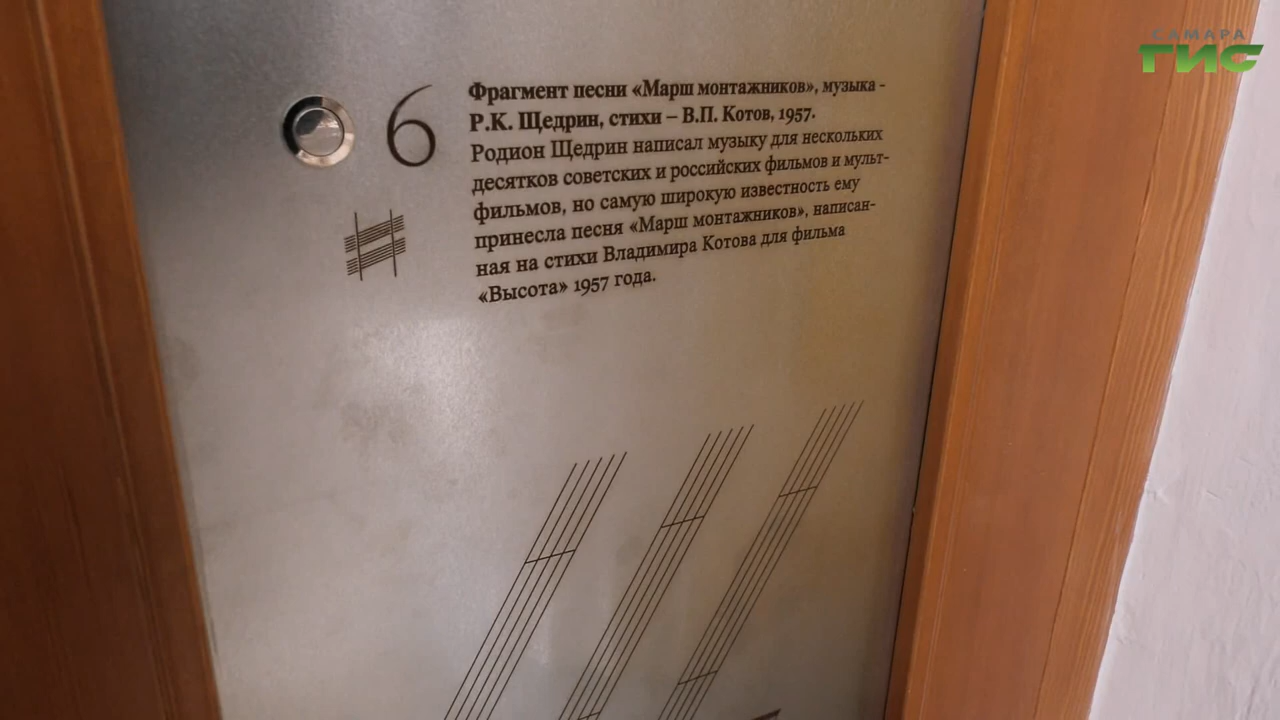 САМАРА
ГИС
6
Фрагмент песни «Марш монтажников», музыка -
Р.К. Щедрин, стихи – В.П. Котов, 1957.
Родион Щедрин написал музыку для нескольких
десятков советских и российских фильмов и мульт-
фильмов, но самую широкую известность ему
принесла песня «Марш монтажников», написан-
ная на стихи Владимира Котова для фильма
«Высота» 1957 года.